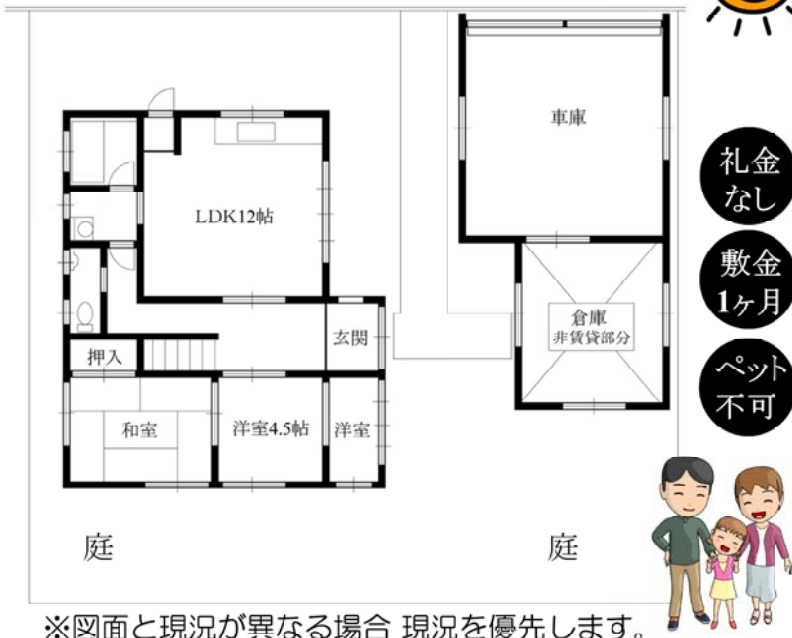 車庫
礼金
なし
LDK12帖
敷金
1ヶ月
倉庫
非賃貸部分
玄関
押入
ペット
不可
和室
洋室4.5帖
洋室
庭
庭
※図面と現況が異なる場合 現況を優先します。